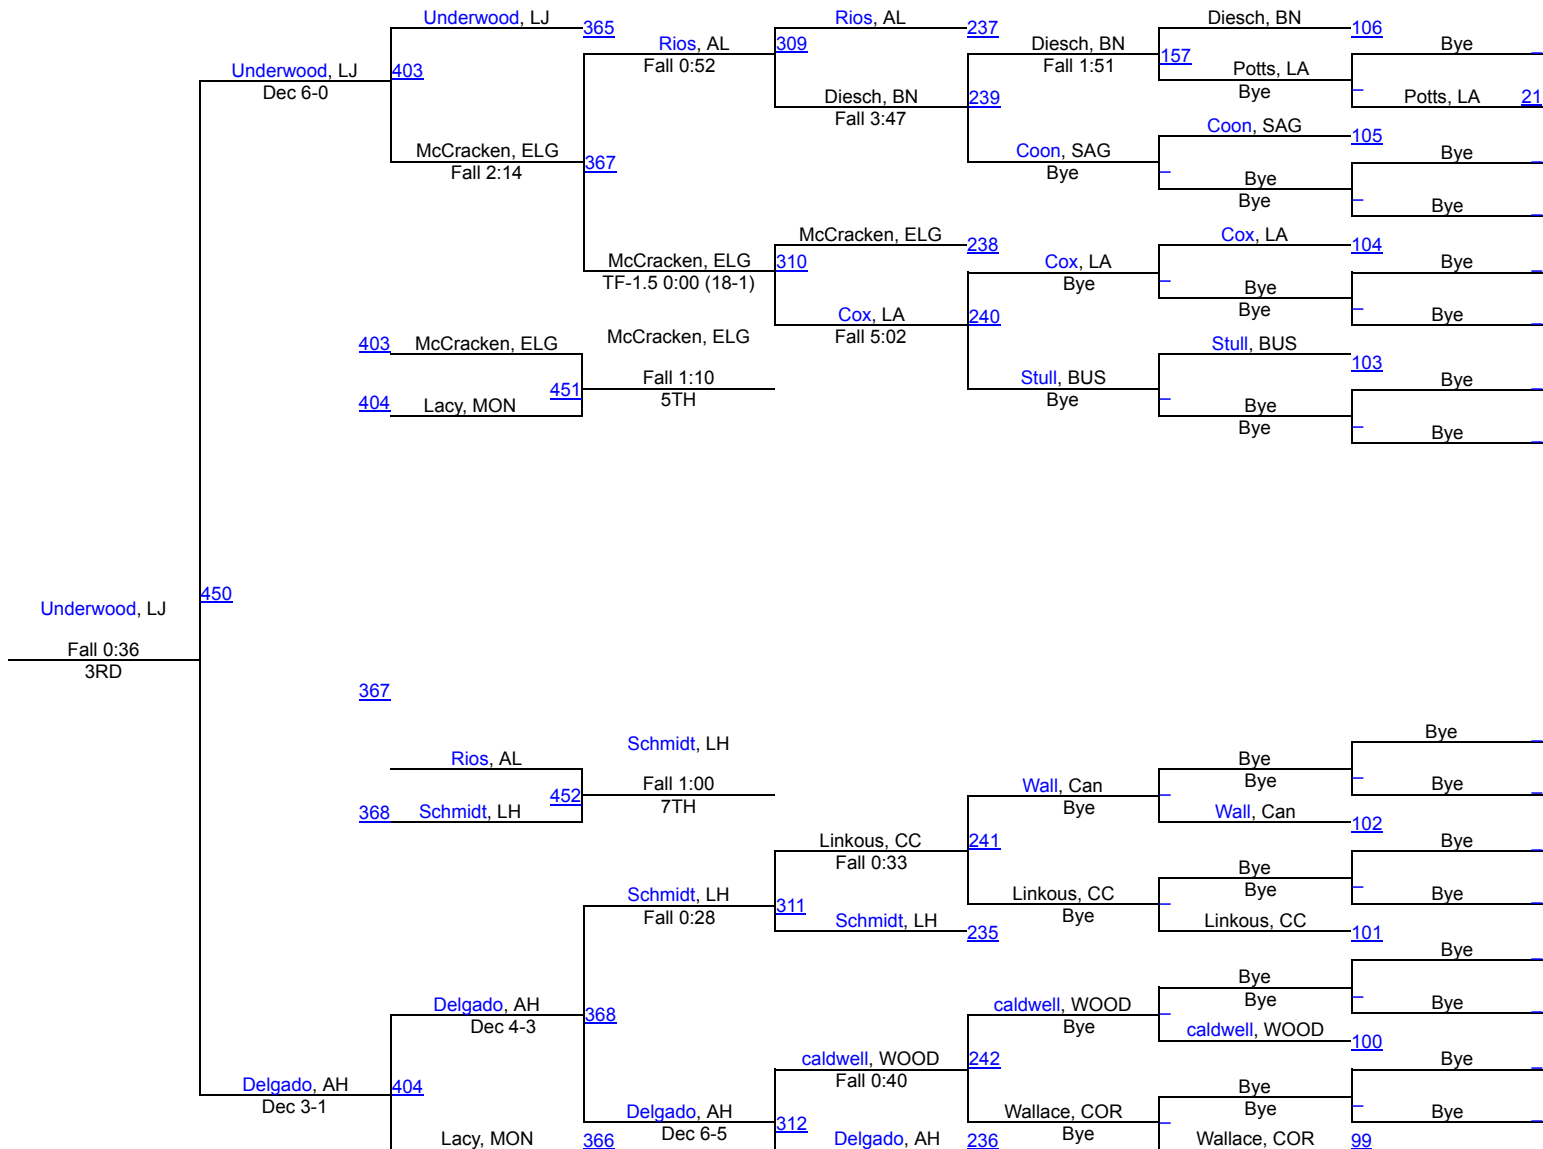 Underwood, LJ
Rios, AL
Diesch, BN
365
237
106
Rios, AL
309
Diesch, BN
Bye
Fall 0:52
Fall 1:51
157
Underwood, LJ
403
Potts, LA
Dec 6-0
Bye
Diesch, BN
239
Potts, LA
21
Fall 3:47
Coon, SAG
105
McCracken, ELG
Coon, SAG
Bye
Fall 2:14
367
Bye
Bye
Bye
Bye
McCracken, ELG
238
Cox, LA
104
McCracken, ELG
310
Cox, LA
Bye
TF-1.5 0:00 (18-1)
Bye
Bye
Bye
Cox, LA
240
Bye
Fall 5:02
403
McCracken, ELG
McCracken, ELG
Stull, BUS
103
Fall 1:10
Stull, BUS
Bye
451
5TH
Bye
404
Lacy, MON
Bye
Bye
Bye
450
Underwood, LJ
Fall 0:36
3RD
367
Bye
Schmidt, LH
Rios, AL
Bye
Fall 1:00
Wall, Can
Bye
Bye
452
7TH
Bye
368
Schmidt, LH
Wall, Can
102
Linkous, CC
241
Bye
Fall 0:33
Bye
Schmidt, LH
311
Linkous, CC
Bye
Bye
Fall 0:28
Bye
Schmidt, LH
235
Linkous, CC
101
Bye
Bye
Delgado, AH
368
caldwell, WOOD
Bye
Bye
Dec 4-3
Bye
caldwell, WOOD
100
caldwell, WOOD
242
Bye
Fall 0:40
Delgado, AH
404
Bye
Dec 3-1
Bye
Delgado, AH
312
Wallace, COR
Bye
Dec 6-5
Bye
Lacy, MON
366
Delgado, AH
236
Wallace, COR
99